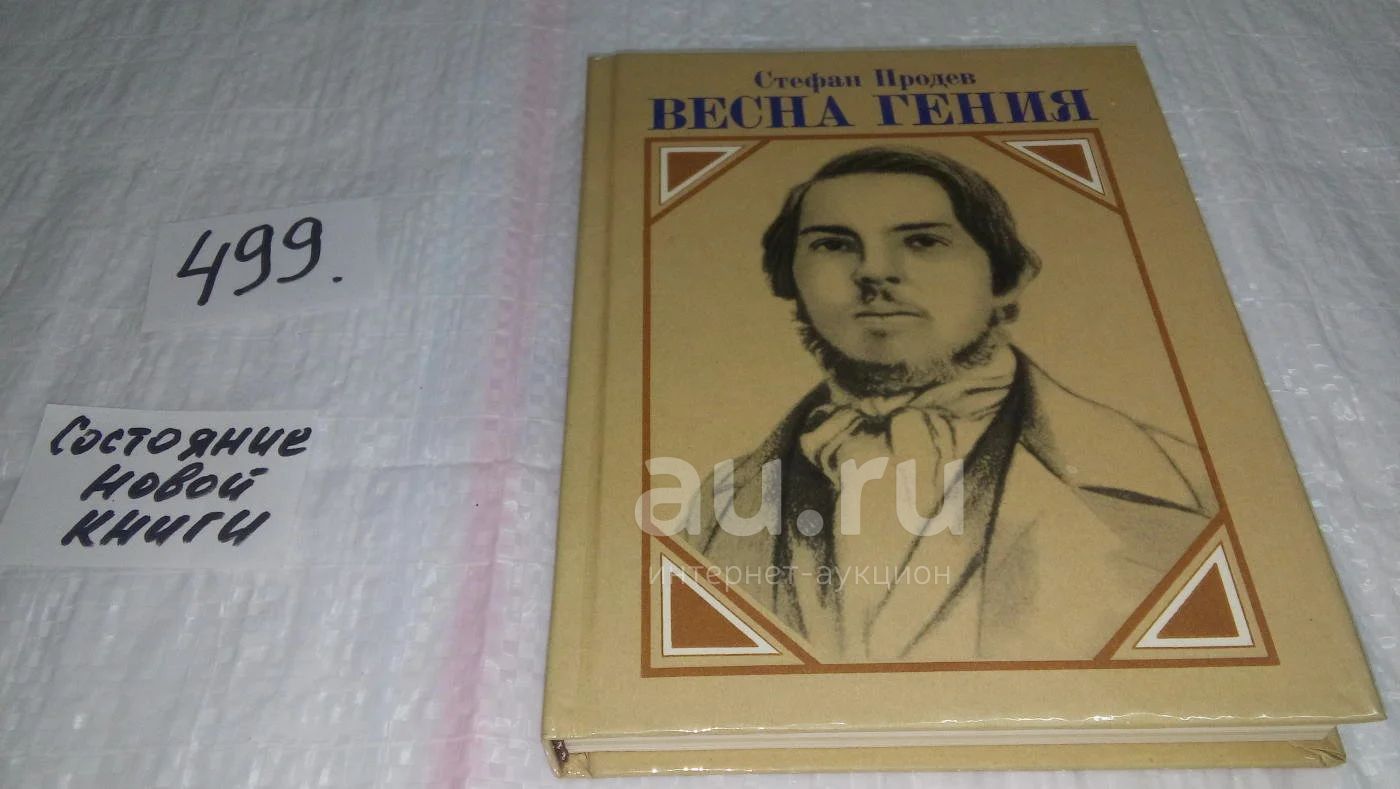 Стефан Продев
ВЕСНА ГЕНИЯ
499.
Состояние
новой
книги
au.ru
интернет-аукцион